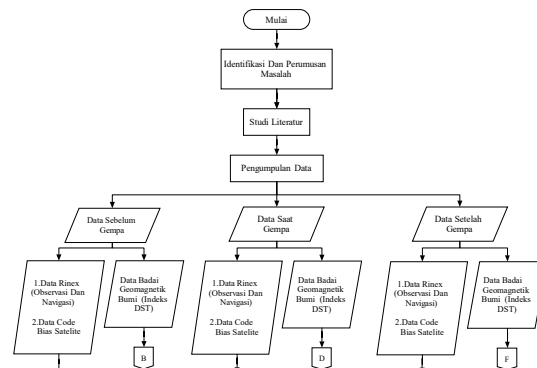 Mulai
Identifikasi Dan Perumusan
Masalah
Studi Literatur
Pengumpulan Data
Data Sebelum
Gempa
Data Saat
Gempa
Data Setelah
Gempa
1.Data Rinex
(Observasi Dan
Navigasi)
2.Data Code
Bias Satelite
Data Badai
Geomagnetik
Bumi (Indeks
DST)
1.Data Rinex
(Observasi Dan
Navigasi)
2.Data Code
Bias Satelite
Data Badai
Geomagnetik
Bumi (Indeks
DST)
1.Data Rinex
(Observasi Dan
Navigasi)
2.Data Code
Bias Satelite
Data Badai
Geomagnetik
Bumi (Indeks
DST)
B
D
F